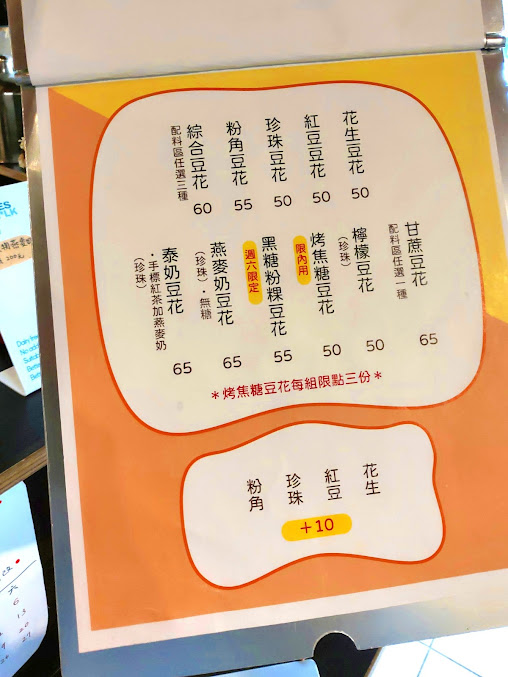 花生豆花 50
紅豆豆花 50
珍珠豆花 50
粉角豆花 55
綜合豆花 60
配料區任選三種
甘蔗豆花 65
配料區任選一種
檸檬豆花 50
(珍珠)
烤焦糖豆花 50
限內用
黑糖粉粿豆花 55
週六限定
燕麥奶豆花 65
(珍珠)・無糖
泰奶豆花 65
・手標紅茶加燕麥奶
(珍珠)
＊烤焦糖豆花每組限點三份＊
花生
紅豆
珍珠
粉角
+10